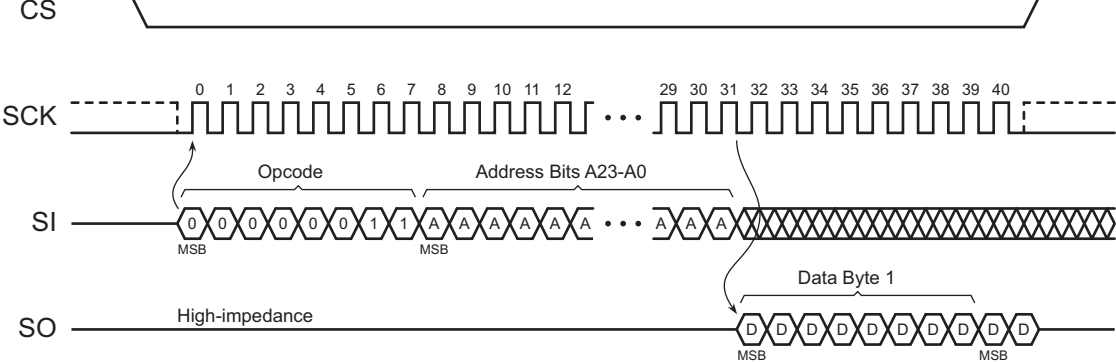 CS
0 1 2 3 4 5 6 7 8 9 10 11 12 29 30 31 32 33 34 35 36 37 38 39 40
SCK
Opcode Address Bits A23-A0
SI 0 0 0 0 0 0 1 1 A A A A A A A A A
MSB MSB
Data Byte 1
High-impedance
SO D D D D D D D D D D
MSB MSB